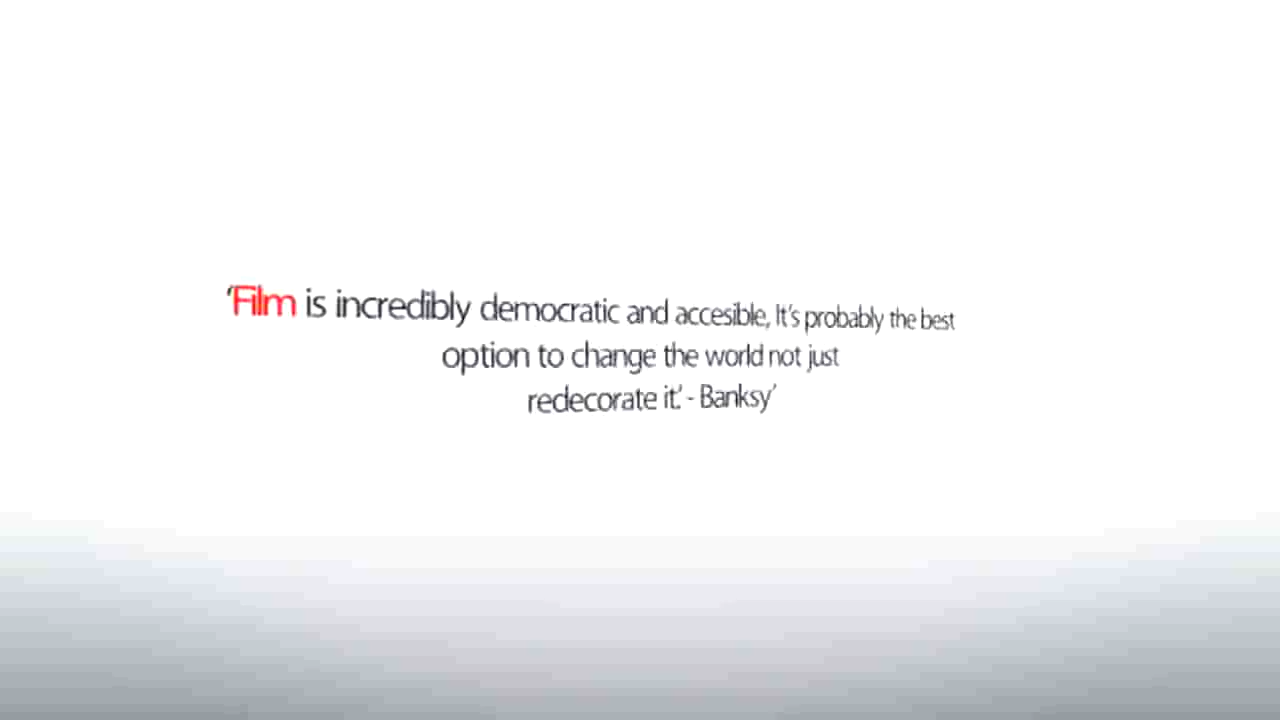 ‘Film is incredibly democratic and accesible, It’s probably the best
option to change the world not just
redecorate it.’ - Banksy’